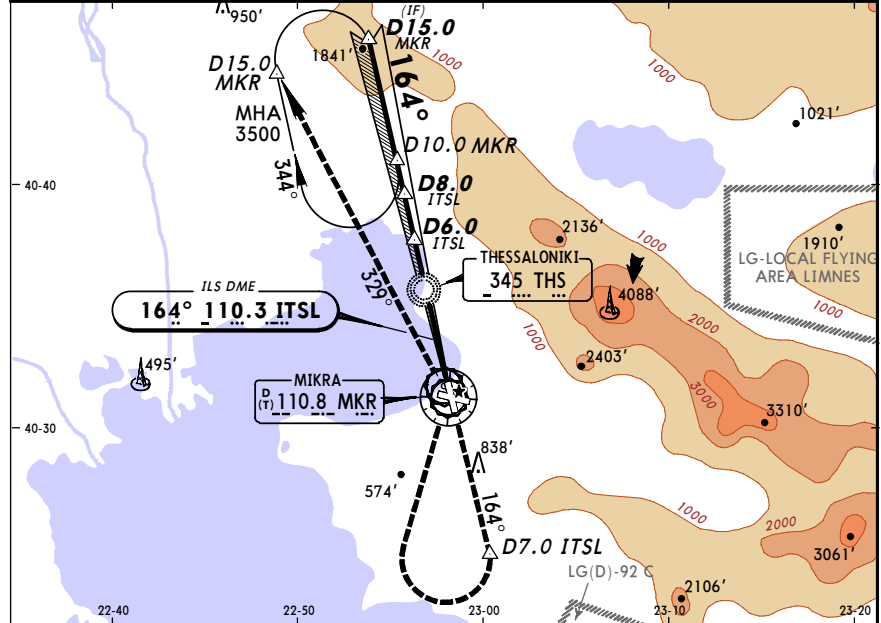 950'
(IF)
D15.0
MKR
1841'
D15.0
MKR
164°
1000
1000
1021'
MHA
3500
D10.0 MKR
344°
D8.0
ITSL
40-40
D6.0
ITSL
2136'
1000
1910'
LG-LOCAL FLYING
AREA LIMNES
THESSALONIKI
345 THS
329°
ILS DME
164° 110.3 ITSL
4088'
1000
2000
1000
495'
2403'
MIKRA
D
(T)
110.8 MKR
3000
3310'
40-30
838'
574'
164°
1000
2000
D7.0 ITSL
3061'
LG(D)-92 C
2106'
22-40
22-50
23-00
23-10
23-20